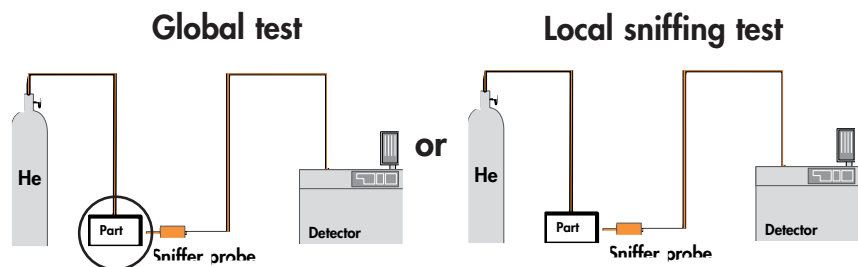 Global test
He
Part
Sniffer probe
Detector
or
Local sniffing test
He
Part
Sniffer probe
Detector